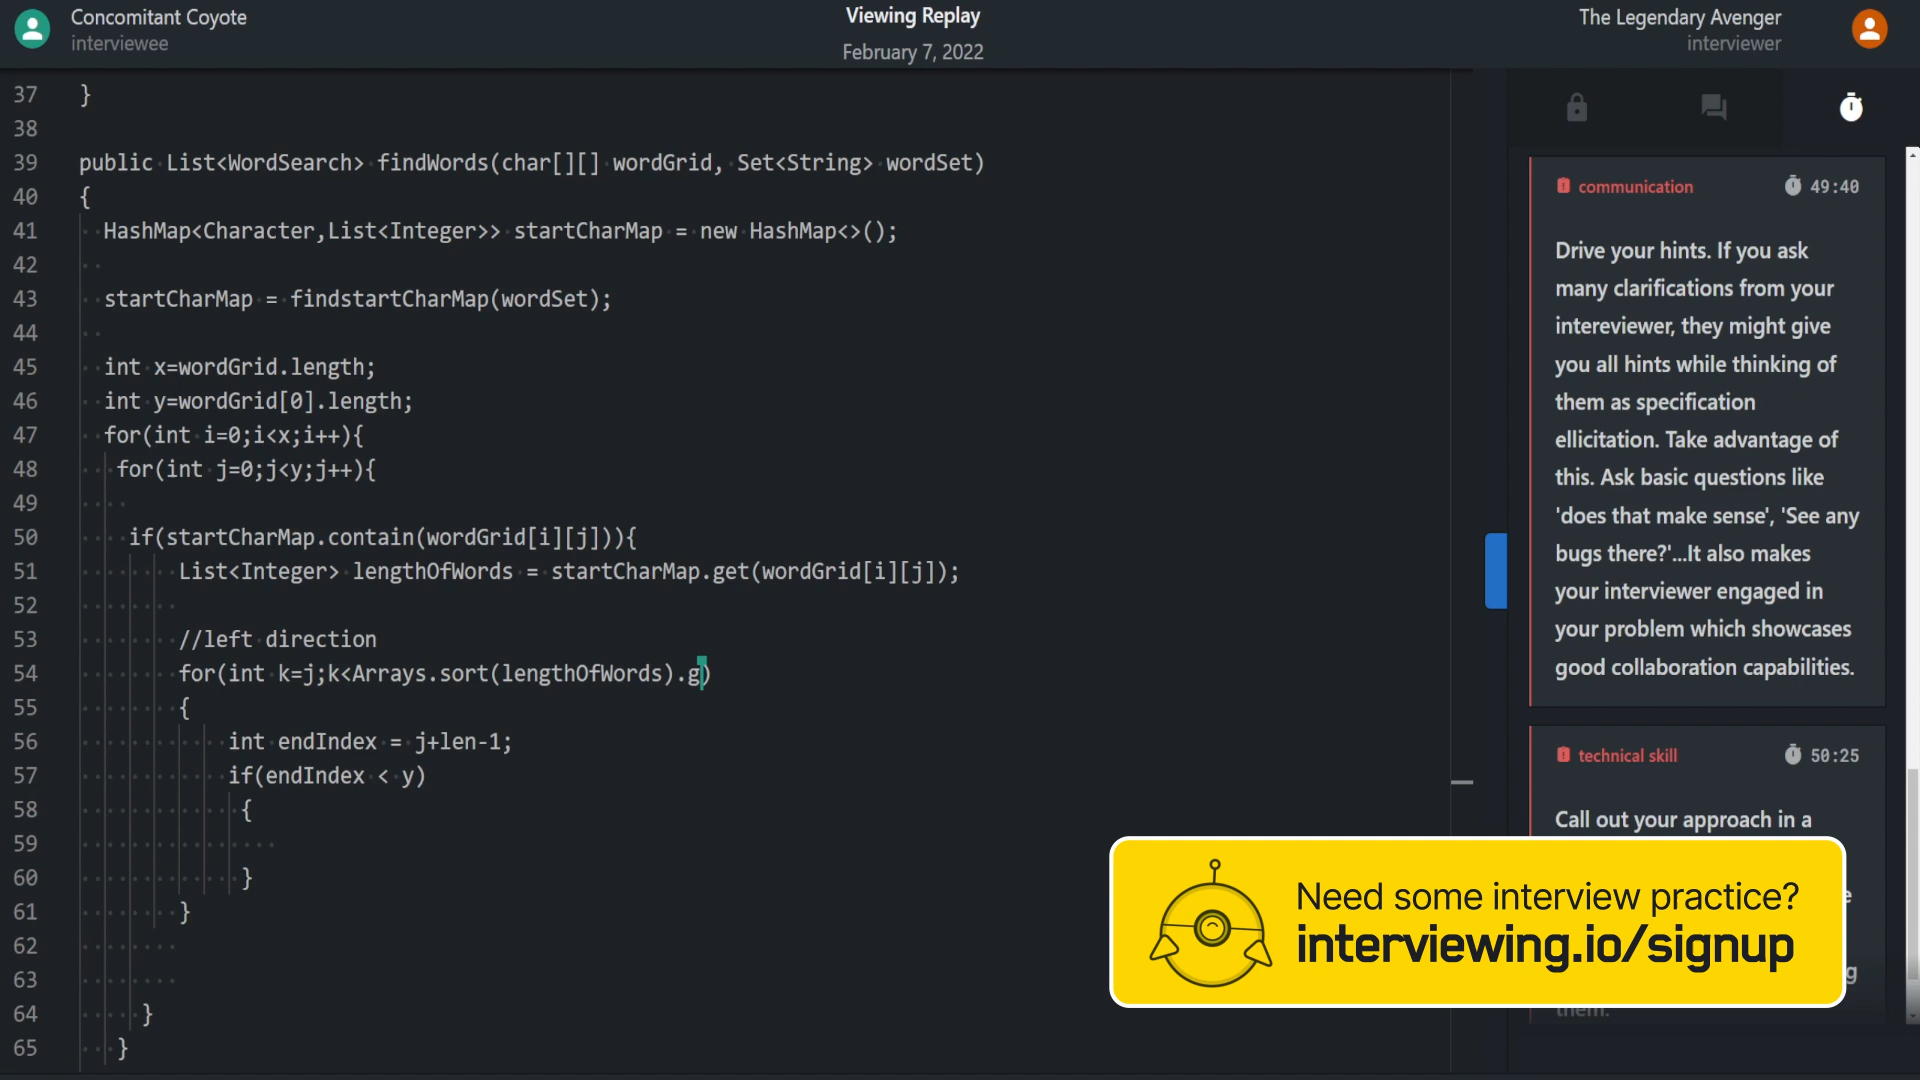 Concomitant Coyote
interviewee
Viewing Replay
February 7, 2022
The Legendary Avenger
interviewer
37 }
38
39 public List<WordSearch> findWords(char[][] wordGrid, Set<String> wordSet)
40 {
41 HashMap<Character,List<Integer>> startCharMap = new HashMap<>();
42
43 startCharMap = findstartCharMap(wordSet);
44
45 int x=wordGrid.length;
46 int y=wordGrid[0].length;
47 for(int i=0;i<x;i++){
48 for(int j=0;j<y;j++){
49
50 if(startCharMap.contain(wordGrid[i][j])){
51 List<Integer> lengthOfWords = startCharMap.get(wordGrid[i][j]);
52
53 //left direction
54 for(int k=j;k<Arrays.sort(lengthOfWords).g)
55 {
56 int endIndex = j+len-1;
57 if(endIndex < y)
58 {
59
60 }
61 }
62
63
64 }
65 }
communication 49:40
Drive your hints. If you ask
many clarifications from your
intereviewer, they might give
you all hints while thinking of
them as specification
ellicitation. Take advantage of
this. Ask basic questions like
'does that make sense', 'See any
bugs there?'...It also makes
your interviewer engaged in
your problem which showcases
good collaboration capabilities.
technical skill 50:25
Call out your approach in a
them.
Need some interview practice?
interviewing.io/signup